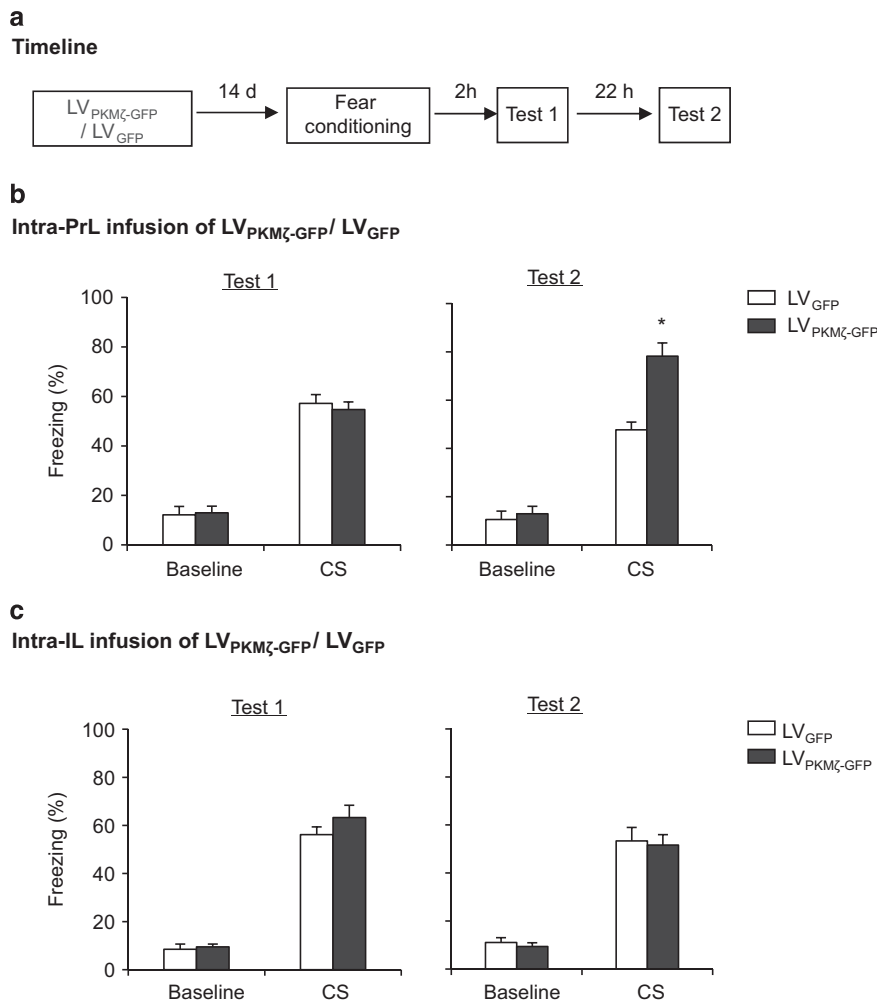 a
Timeline
LVPKMζ-GFP
/ LVGFP
14 d
Fear
conditioning
2h
Test 1
22 h
Test 2
b
Intra-PrL infusion of LVPKMζ-GFP/ LVGFP
Test 1
Test 2
LVGFP
LVPKMζ-GFP
*
Freezing (%)
100
80
60
40
20
0
Baseline
CS
Baseline
CS
c
Intra-IL infusion of LVPKMζ-GFP/ LVGFP
Test 1
Test 2
LVGFP
LVPKMζ-GFP
Freezing (%)
100
80
60
40
20
0
Baseline
CS
Baseline
CS